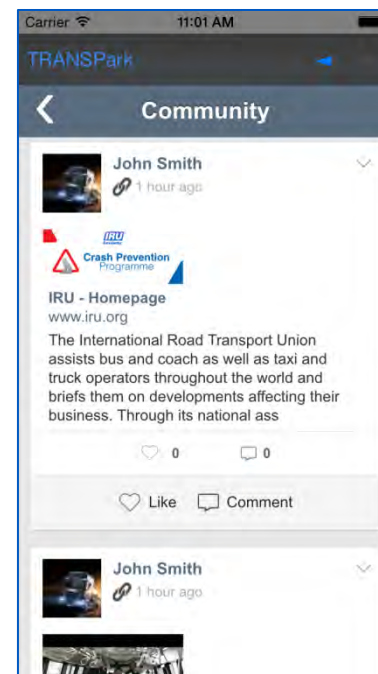 Carrier 11:01 AM
TRANSPark
Community
John Smith
1 hour ago
IRU
Crash Prevention
Programme
IRU - Homepage
www.iru.org
The International Road Transport Union
assists bus and coach as well as taxi and
truck operators throughout the world and
briefs them on developments affecting their
business. Through its national ass
0 0
Like Comment
John Smith
1 hour ago